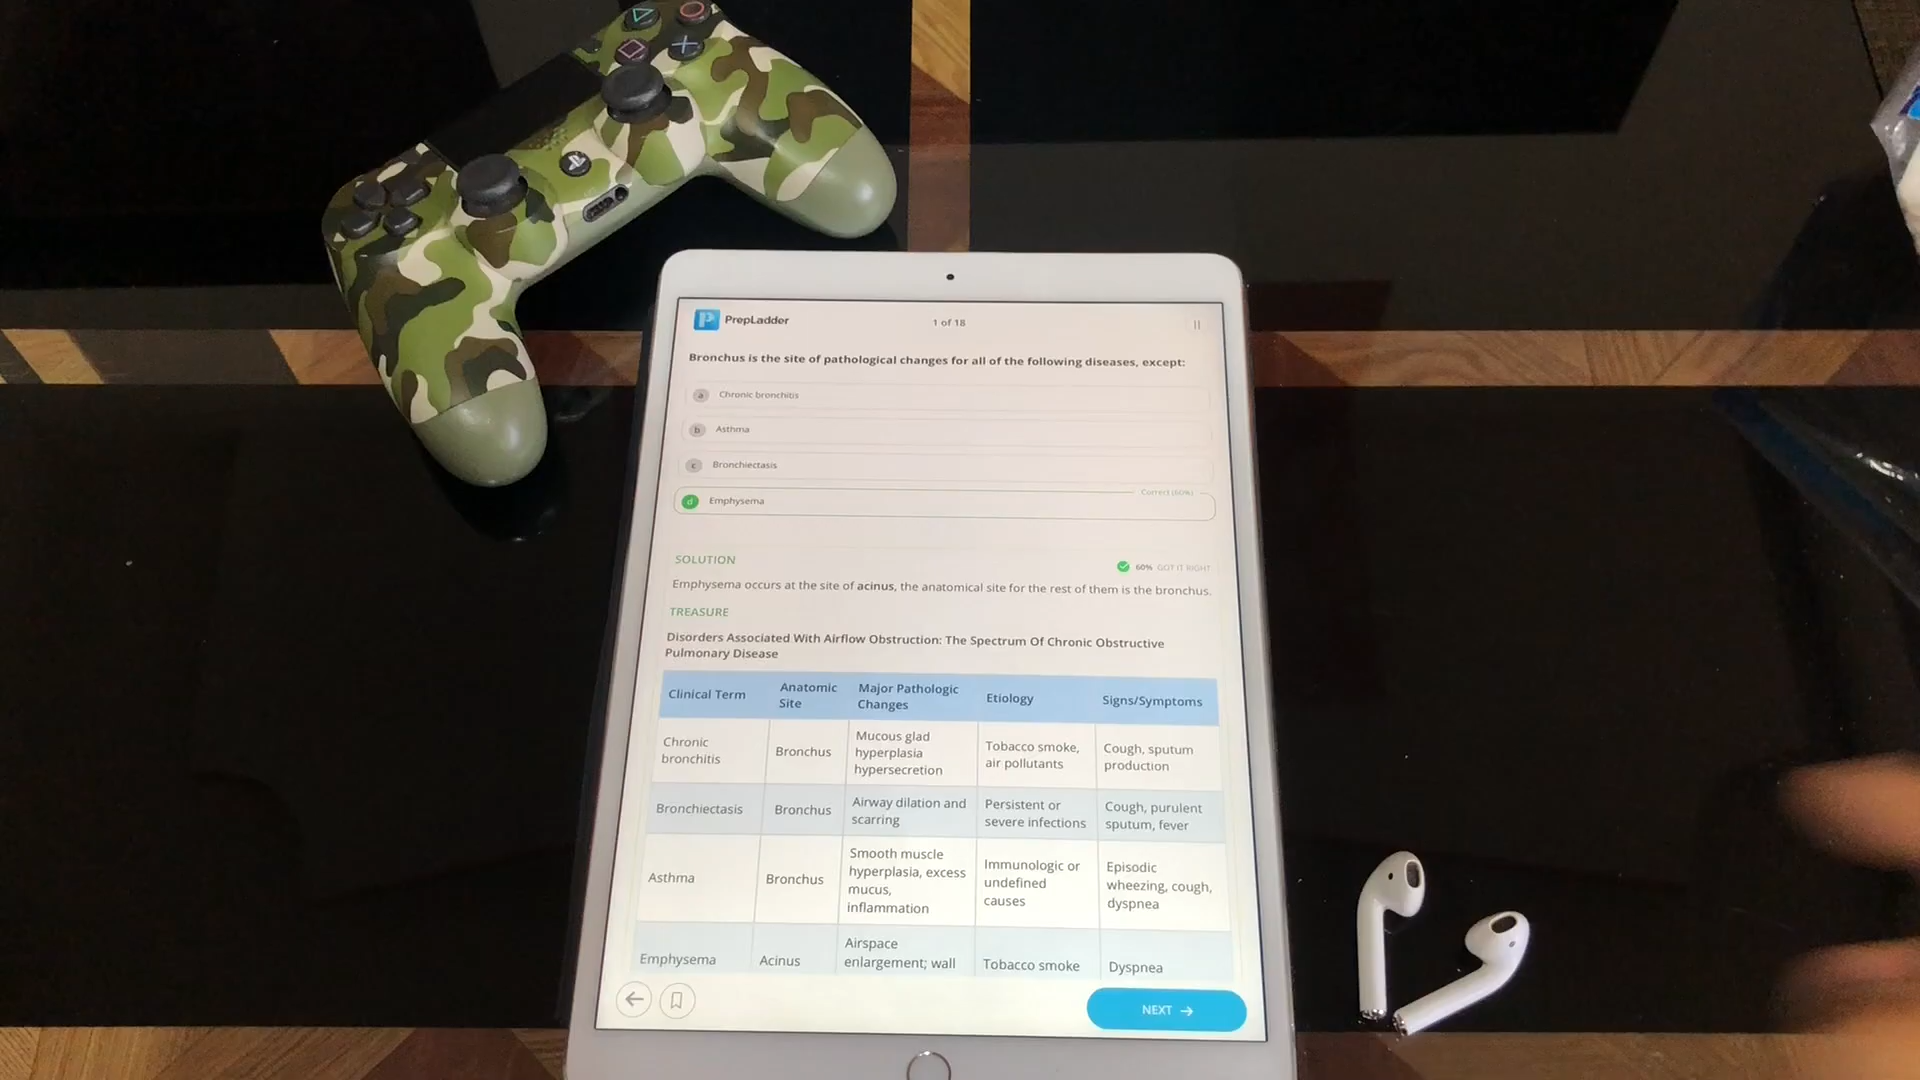 PrepLadder
1 of 18
Bronchus is the site of pathological changes for all of the following diseases, except:
a Chronic bronchitis
b Asthma
c Bronchiectasis
Correct (60%)
d Emphysema
SOLUTION
60% GOT IT RIGHT
Emphysema occurs at the site of acinus, the anatomical site for the rest of them is the bronchus.
TREASURE
Disorders Associated With Airflow Obstruction: The Spectrum Of Chronic Obstructive
Pulmonary Disease
Clinical Term
Anatomic
Site
Major Pathologic
Changes
Etiology
Signs/Symptoms
Chronic
bronchitis
Bronchus
Mucous glad
hyperplasia
hypersecretion
Tobacco smoke,
air pollutants
Cough, sputum
production
Bronchiectasis
Bronchus
Airway dilation and
scarring
Persistent or
severe infections
Cough, purulent
sputum, fever
Asthma
Bronchus
Smooth muscle
hyperplasia, excess
mucus,
inflammation
Immunologic or
undefined
causes
Episodic
wheezing, cough,
dyspnea
Emphysema
Acinus
Airspace
enlargement; wall
Tobacco smoke
Dyspnea
NEXT